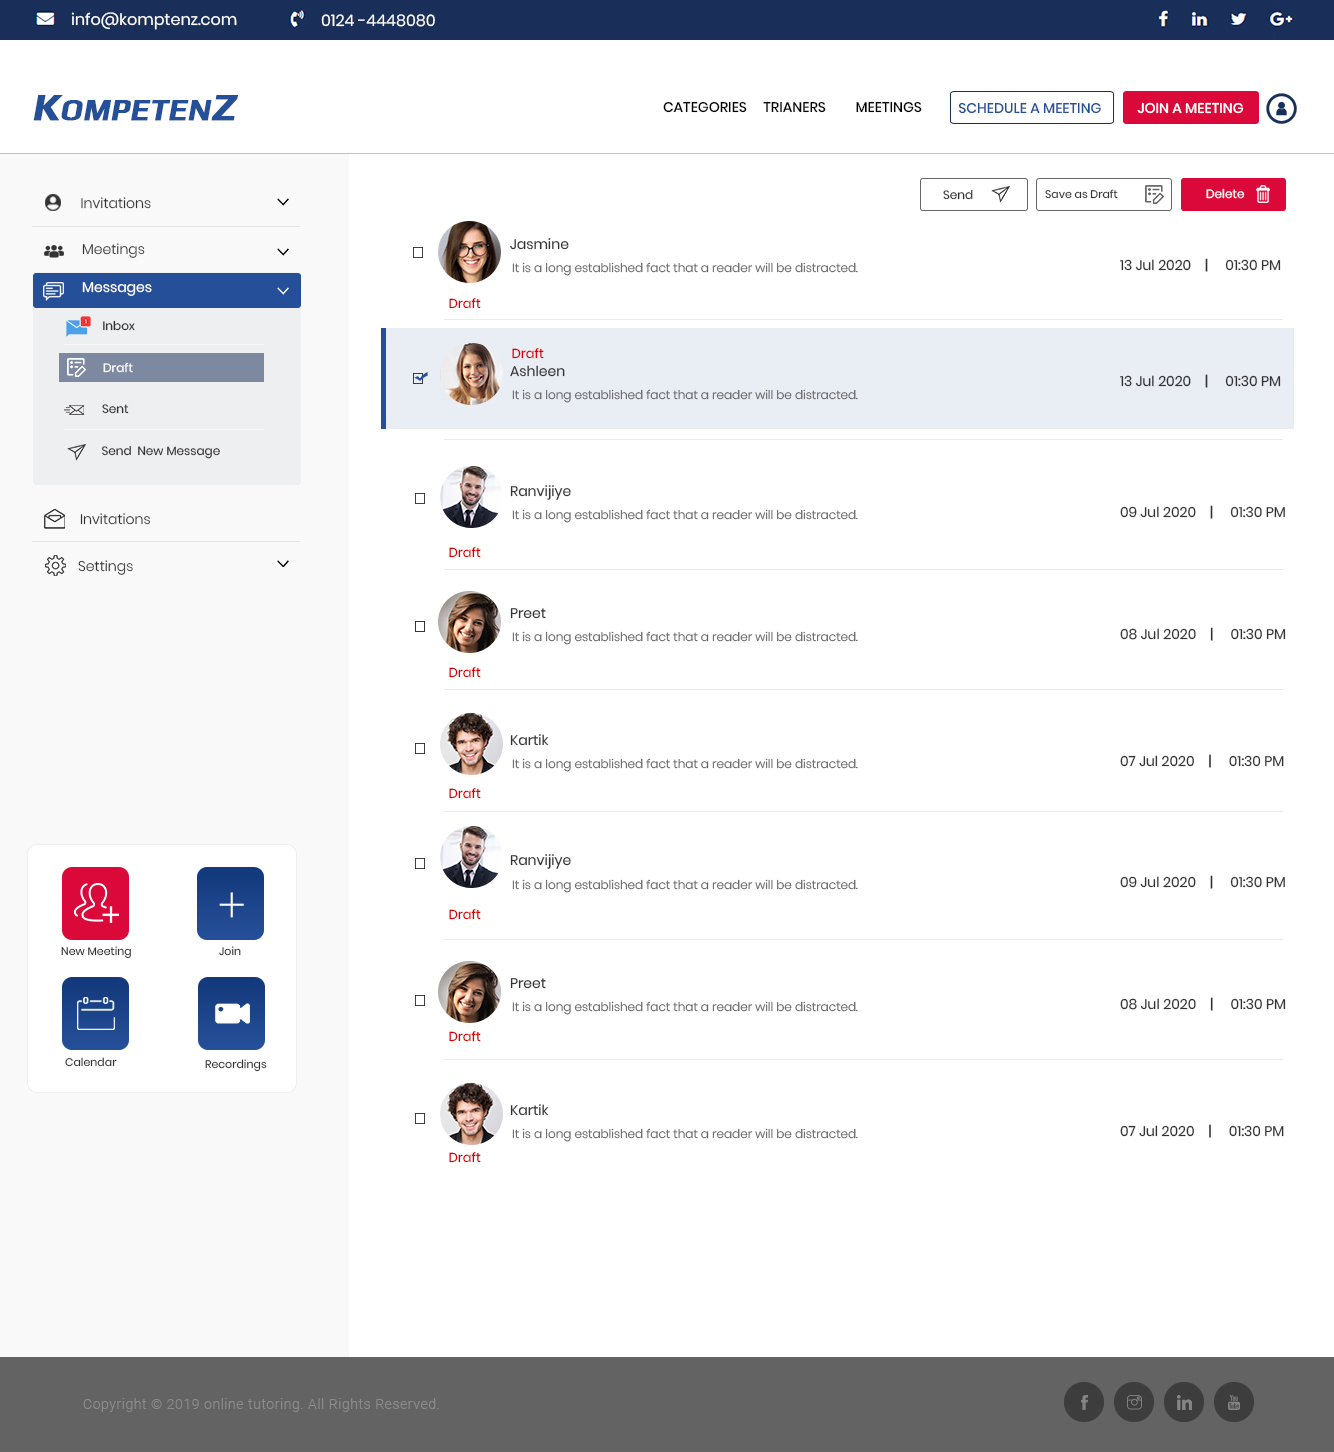 info@komptenz.com
0124 -4448080
KOMPETENZ
CATEGORIES TRIANERS MEETINGS SCHEDULE A MEETING JOIN A MEETING
Invitations
Meetings
Messages
1
Inbox
Draft
Sent
Send New Message
Invitations
Settings
New Meeting
Join
Calendar
Recordings
Send Save as Draft Delete
Jasmine
It is a long established fact that a reader will be distracted.
13 Jul 2020 | 01:30 PM
Draft
Draft
Ashleen
It is a long established fact that a reader will be distracted.
13 Jul 2020 | 01:30 PM
Ranvijiye
It is a long established fact that a reader will be distracted.
09 Jul 2020 | 01:30 PM
Draft
Preet
It is a long established fact that a reader will be distracted.
08 Jul 2020 | 01:30 PM
Draft
Kartik
It is a long established fact that a reader will be distracted.
07 Jul 2020 | 01:30 PM
Draft
Ranvijiye
It is a long established fact that a reader will be distracted.
09 Jul 2020 | 01:30 PM
Draft
Preet
It is a long established fact that a reader will be distracted.
08 Jul 2020 | 01:30 PM
Draft
Kartik
It is a long established fact that a reader will be distracted.
07 Jul 2020 | 01:30 PM
Draft
Copyright © 2019 online tutoring. All Rights Reserved.